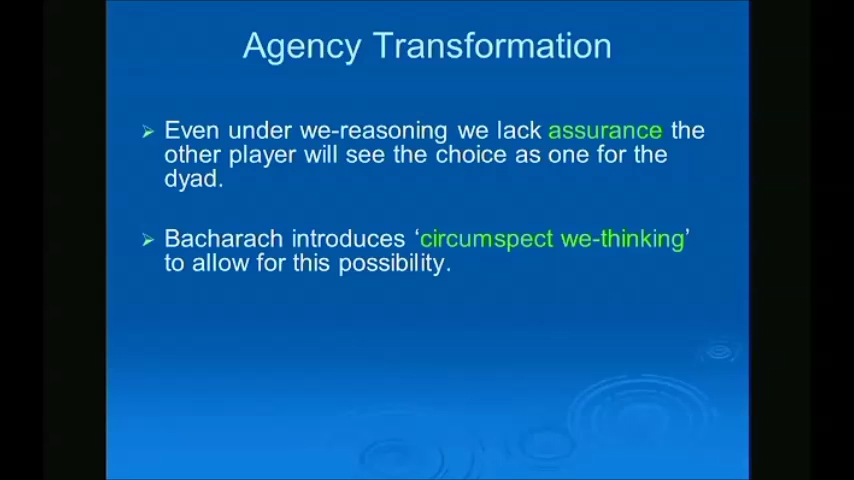 Agency Transformation
Even under we-reasoning we lack assurance the
other player will see the choice as one for the
dyad.
Bacharach introduces ‘circumspect we-thinking’
to allow for this possibility.